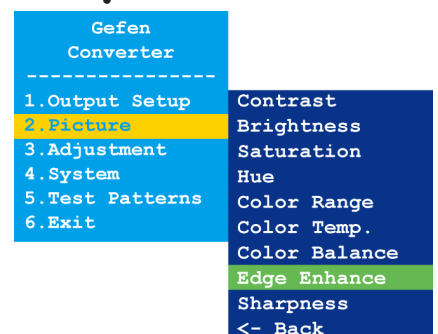 Gefen
Converter
----------------
1.Output Setup
2.Picture
3.Adjustment
4.System
5.Test Patterns
6.Exit
Contrast
Brightness
Saturation
Hue
Color Range
Color Temp.
Color Balance
Edge Enhance
Sharpness
<- Back